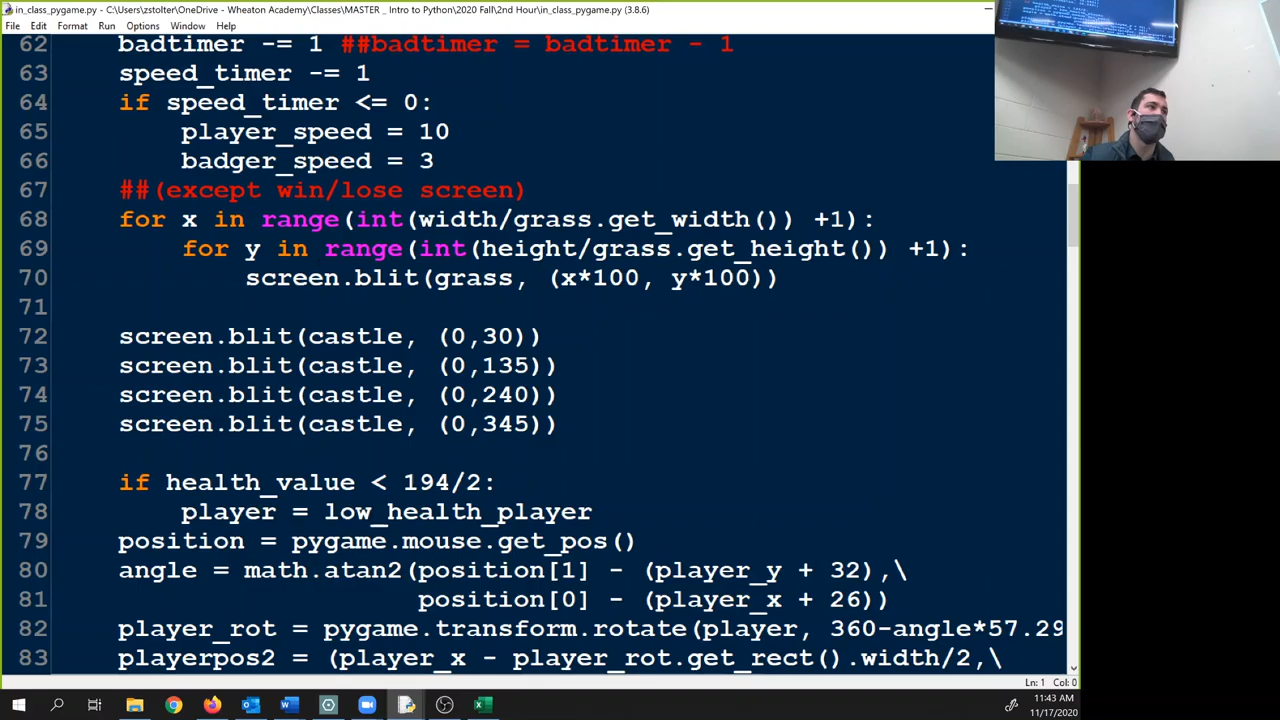 in_class_pygame.py - C:\Users\zstolter\OneDrive - Wheaton Academy\Classes\MASTER _ Intro to Python\2020 Fall\2nd Hour\in_class_pygame.py (3.8.6)
File Edit Format Run Options Window Help
62 badtimer -= 1 ##badtimer = badtimer - 1
63 speed_timer -= 1
64 if speed_timer <= 0:
65 player_speed = 10
66 badger_speed = 3
67 ##(except win/lose screen)
68 for x in range(int(width/grass.get_width()) +1):
69 for y in range(int(height/grass.get_height()) +1):
70 screen.blit(grass, (x*100, y*100))
71
72 screen.blit(castle, (0,30))
73 screen.blit(castle, (0,135))
74 screen.blit(castle, (0,240))
75 screen.blit(castle, (0,345))
76
77 if health_value < 194/2:
78 player = low_health_player
79 position = pygame.mouse.get_pos()
80 angle = math.atan2(position[1] - (player_y + 32),\
81 position[0] - (player_x + 26))
82 player_rot = pygame.transform.rotate(player, 360-angle*57.29
83 playerpos2 = (player_x - player_rot.get_rect().width/2,\
Ln: 1 Col: 0
11:43 AM
11/17/2020